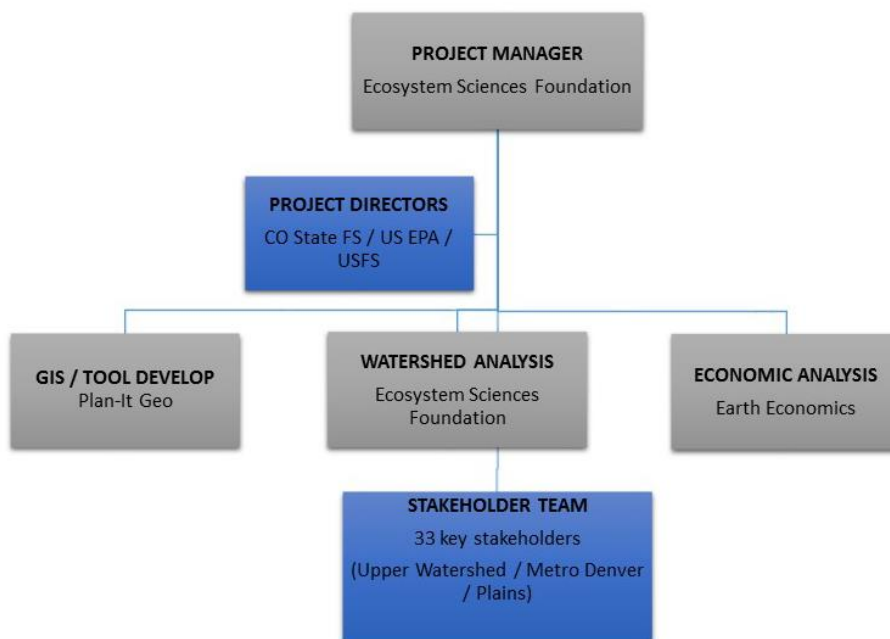 PROJECT MANAGER
Ecosystem Sciences Foundation
PROJECT DIRECTORS
CO State FS / US EPA /
USFS
GIS / TOOL DEVELOP
Plan-It Geo
WATERSHED ANALYSIS
Ecosystem Sciences
Foundation
ECONOMIC ANALYSIS
Earth Economics
STAKEHOLDER TEAM
33 key stakeholders
(Upper Watershed / Metro Denver
/ Plains)